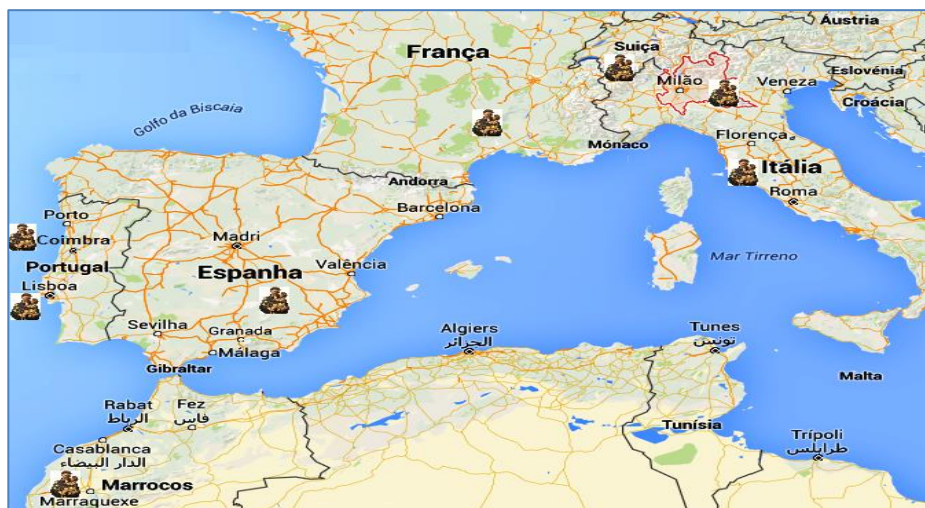 Áustria
França
Suiça
Eslovénia
Milão
Veneza
Croácia
Golfo da Biscaia
Florença
Mónaco
Itália
Andorra
Roma
Barcelona
Porto
Coimbra
Madri
Portugal
Espanha
Valência
Mar Tirreno
Lisboa
Sevilha
Granada
Algiers
الجزائر
Tunes
تونس
Málaga
Gibraltar
Malta
Rabat
الرباط
Fez
فاس
Tunísia
Casablanca
الدار البيضاء
Trípoli
طرابلس
Marrocos
Marraquexe